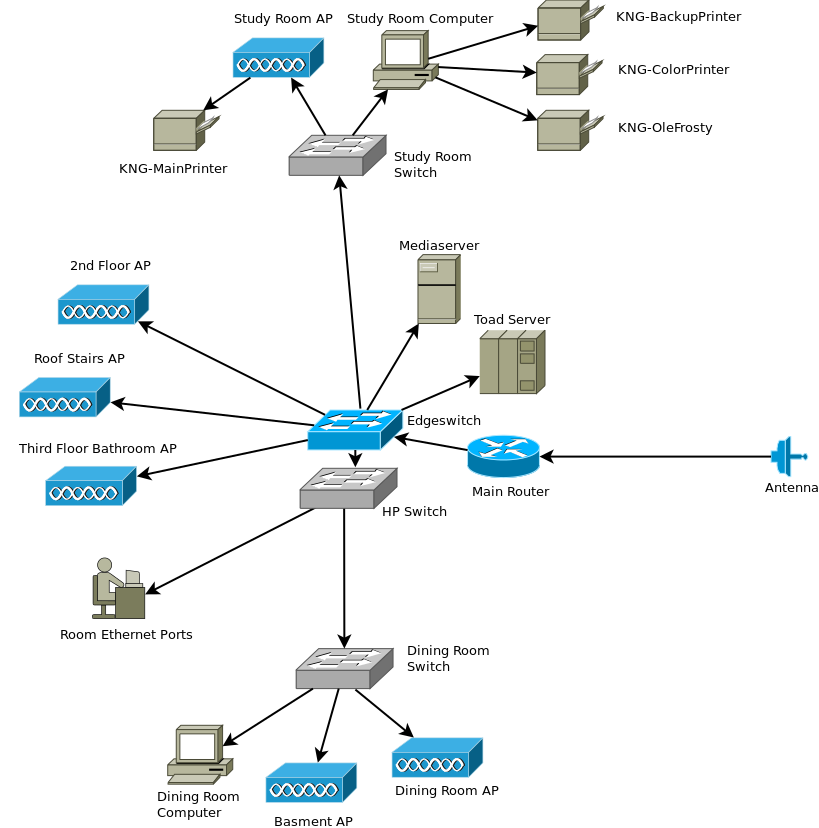 Study Room AP
Study Room Computer
KNG-BackupPrinter
KNG-ColorPrinter
KNG-OleFrosty
KNG-MainPrinter
Study Room
Switch
Mediaserver
2nd Floor AP
Toad Server
Roof Stairs AP
Edgeswitch
Third Floor Bathroom AP
Main Router
Antenna
HP Switch
Room Ethernet Ports
Dining Room
Switch
Dining Room AP
Dining Room
Computer
Basment AP